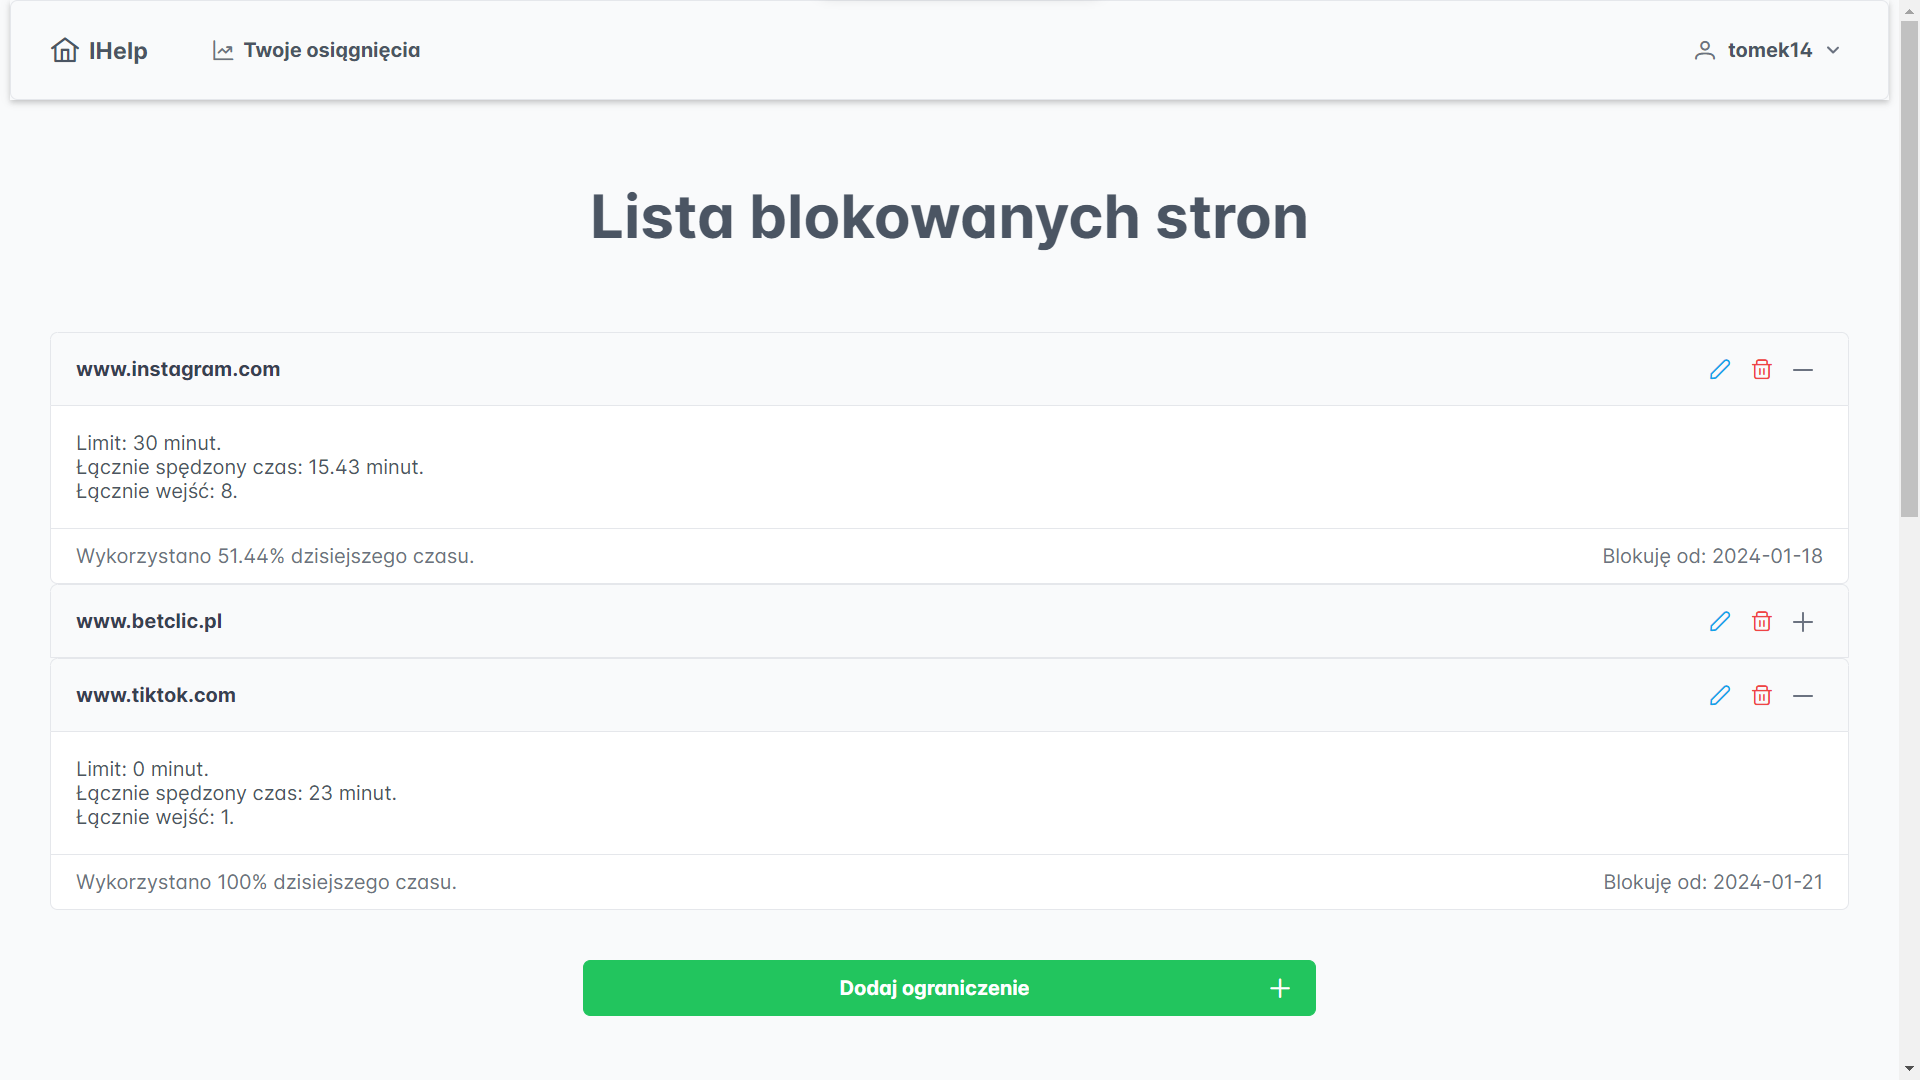 IHelp
Twoje osiągnięcia
tomek14
Lista blokowanych stron
www.instagram.com
Limit: 30 minut.
Łącznie spędzony czas: 15.43 minut.
Łącznie wejść: 8.
Wykorzystano 51.44% dzisiejszego czasu.
Blokuję od: 2024-01-18
www.betclic.pl
www.tiktok.com
Limit: 0 minut.
Łącznie spędzony czas: 23 minut.
Łącznie wejść: 1.
Wykorzystano 100% dzisiejszego czasu.
Blokuję od: 2024-01-21
Dodaj ograniczenie